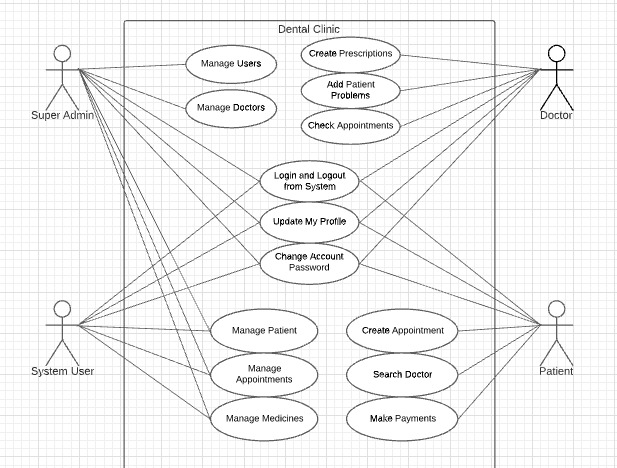 Dental Clinic
Super Admin
Doctor
Manage Users
Manage Doctors
Create Prescriptions
Add Patient
Problems
Check Appointments
Login and Logout
from System
Update My Profile
Change Account
Password
System User
Patient
Manage Patient
Manage
Appointments
Manage Medicines
Create Appointment
Search Doctor
Make Payments